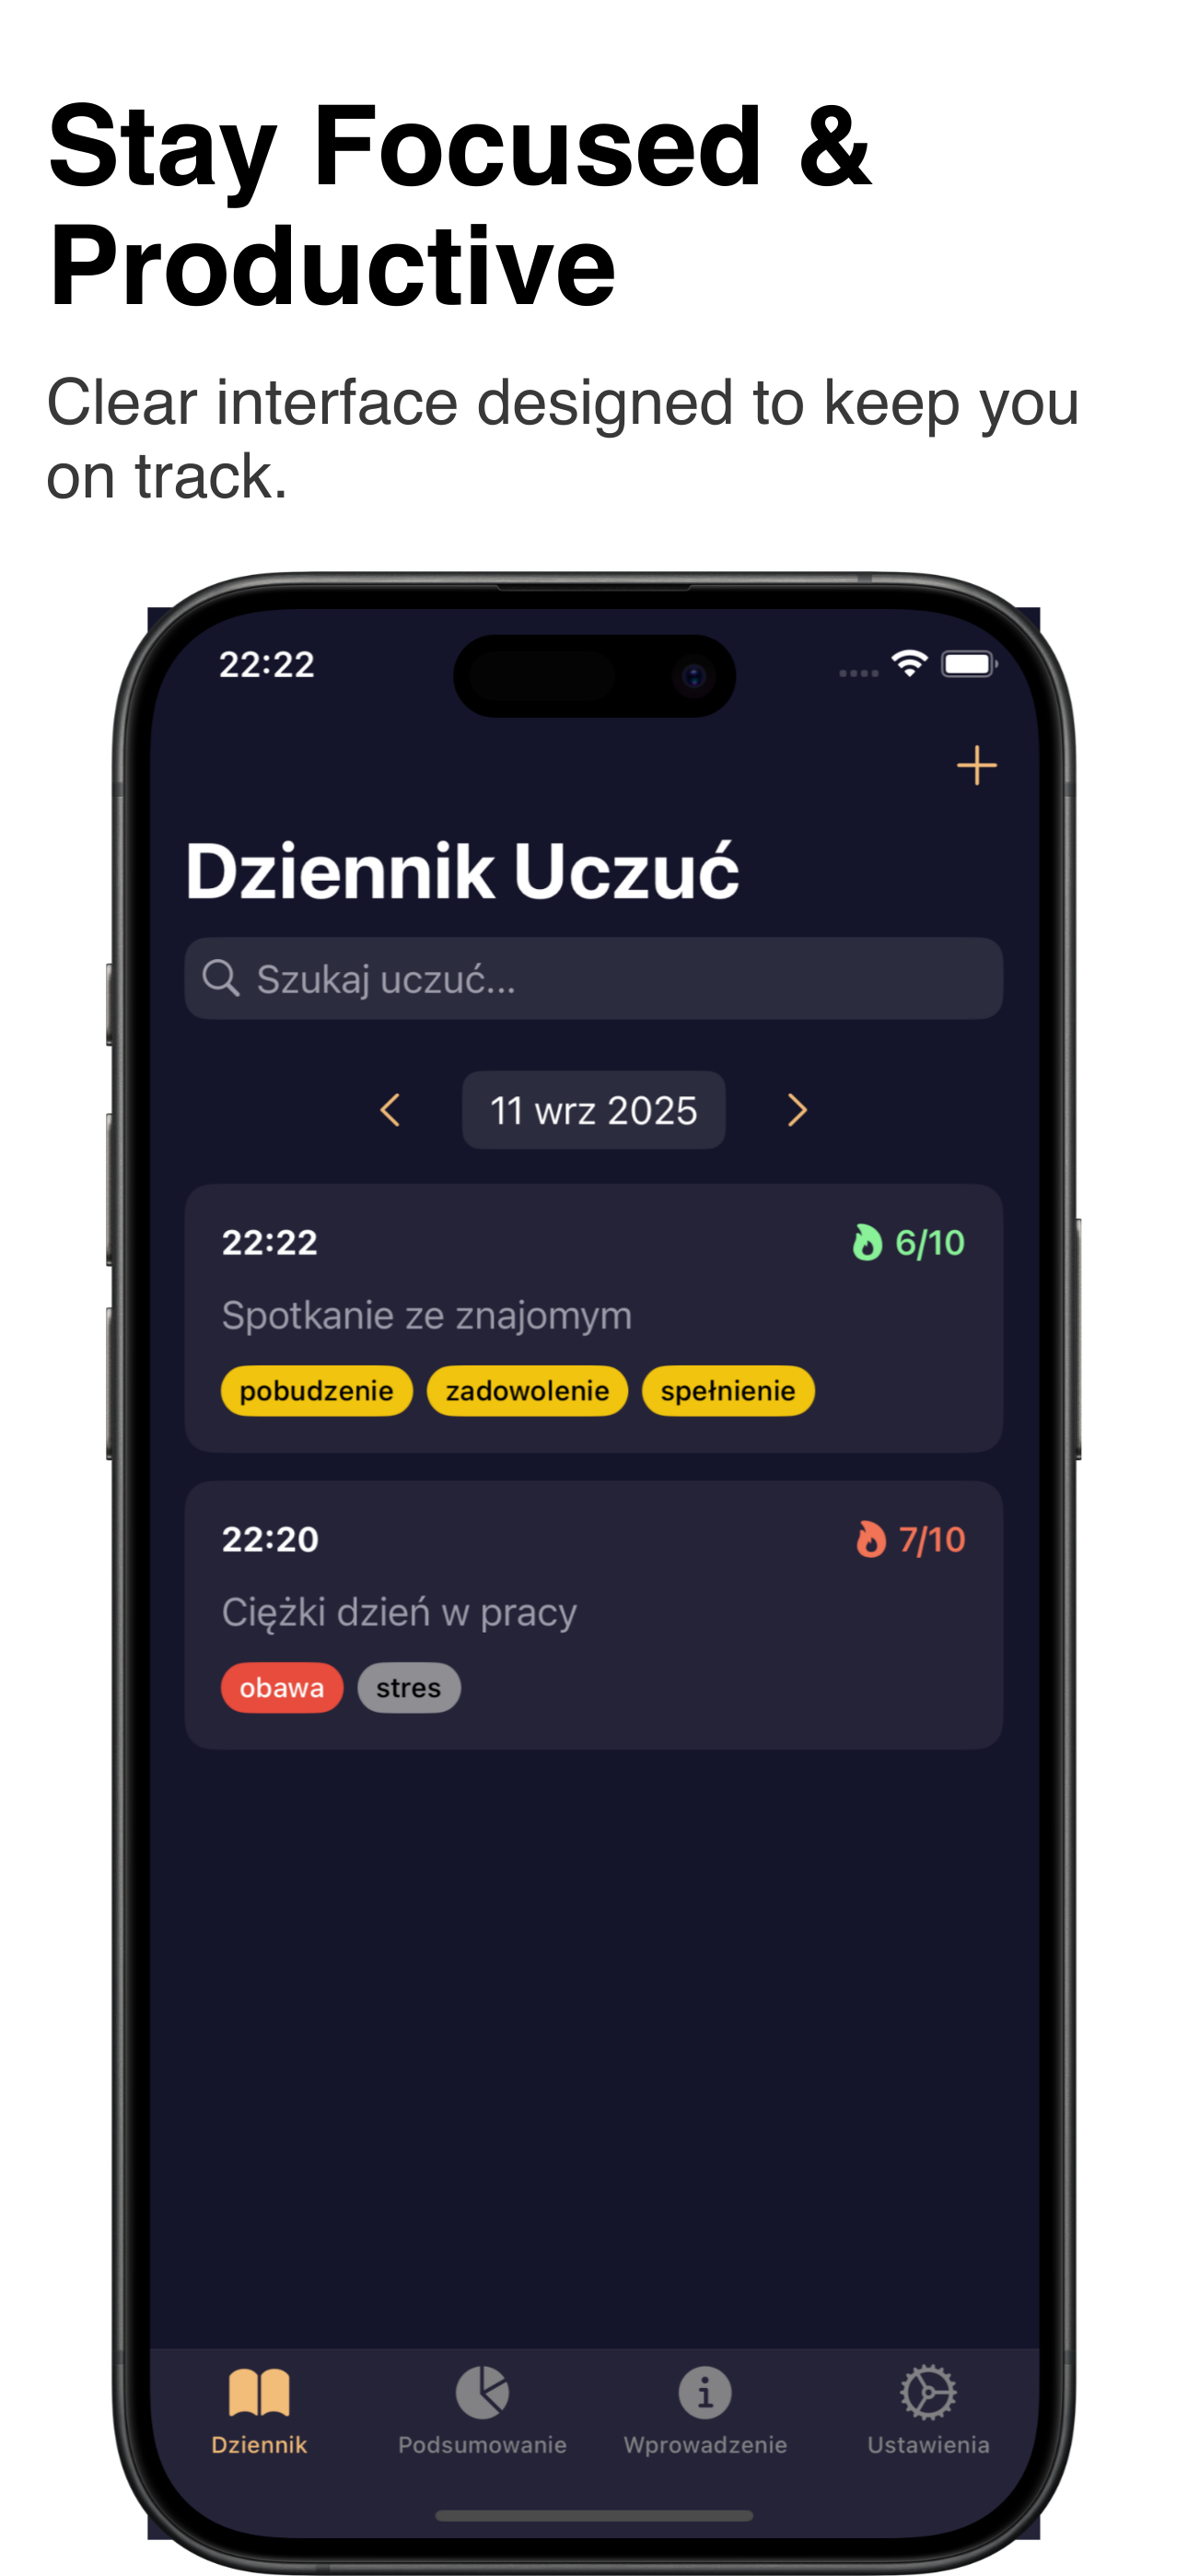 Stay Focused &
Productive
Clear interface designed to keep you
on track.
22:22
Dziennik Uczuć
Szukaj uczuć...
11 wrz 2025
22:22
6/10
Spotkanie ze znajomym
pobudzenie
zadowolenie
spełnienie
22:20
7/10
Ciężki dzień w pracy
obawa
stres
Dziennik
Podsumowanie
Wprowadzenie
Ustawienia